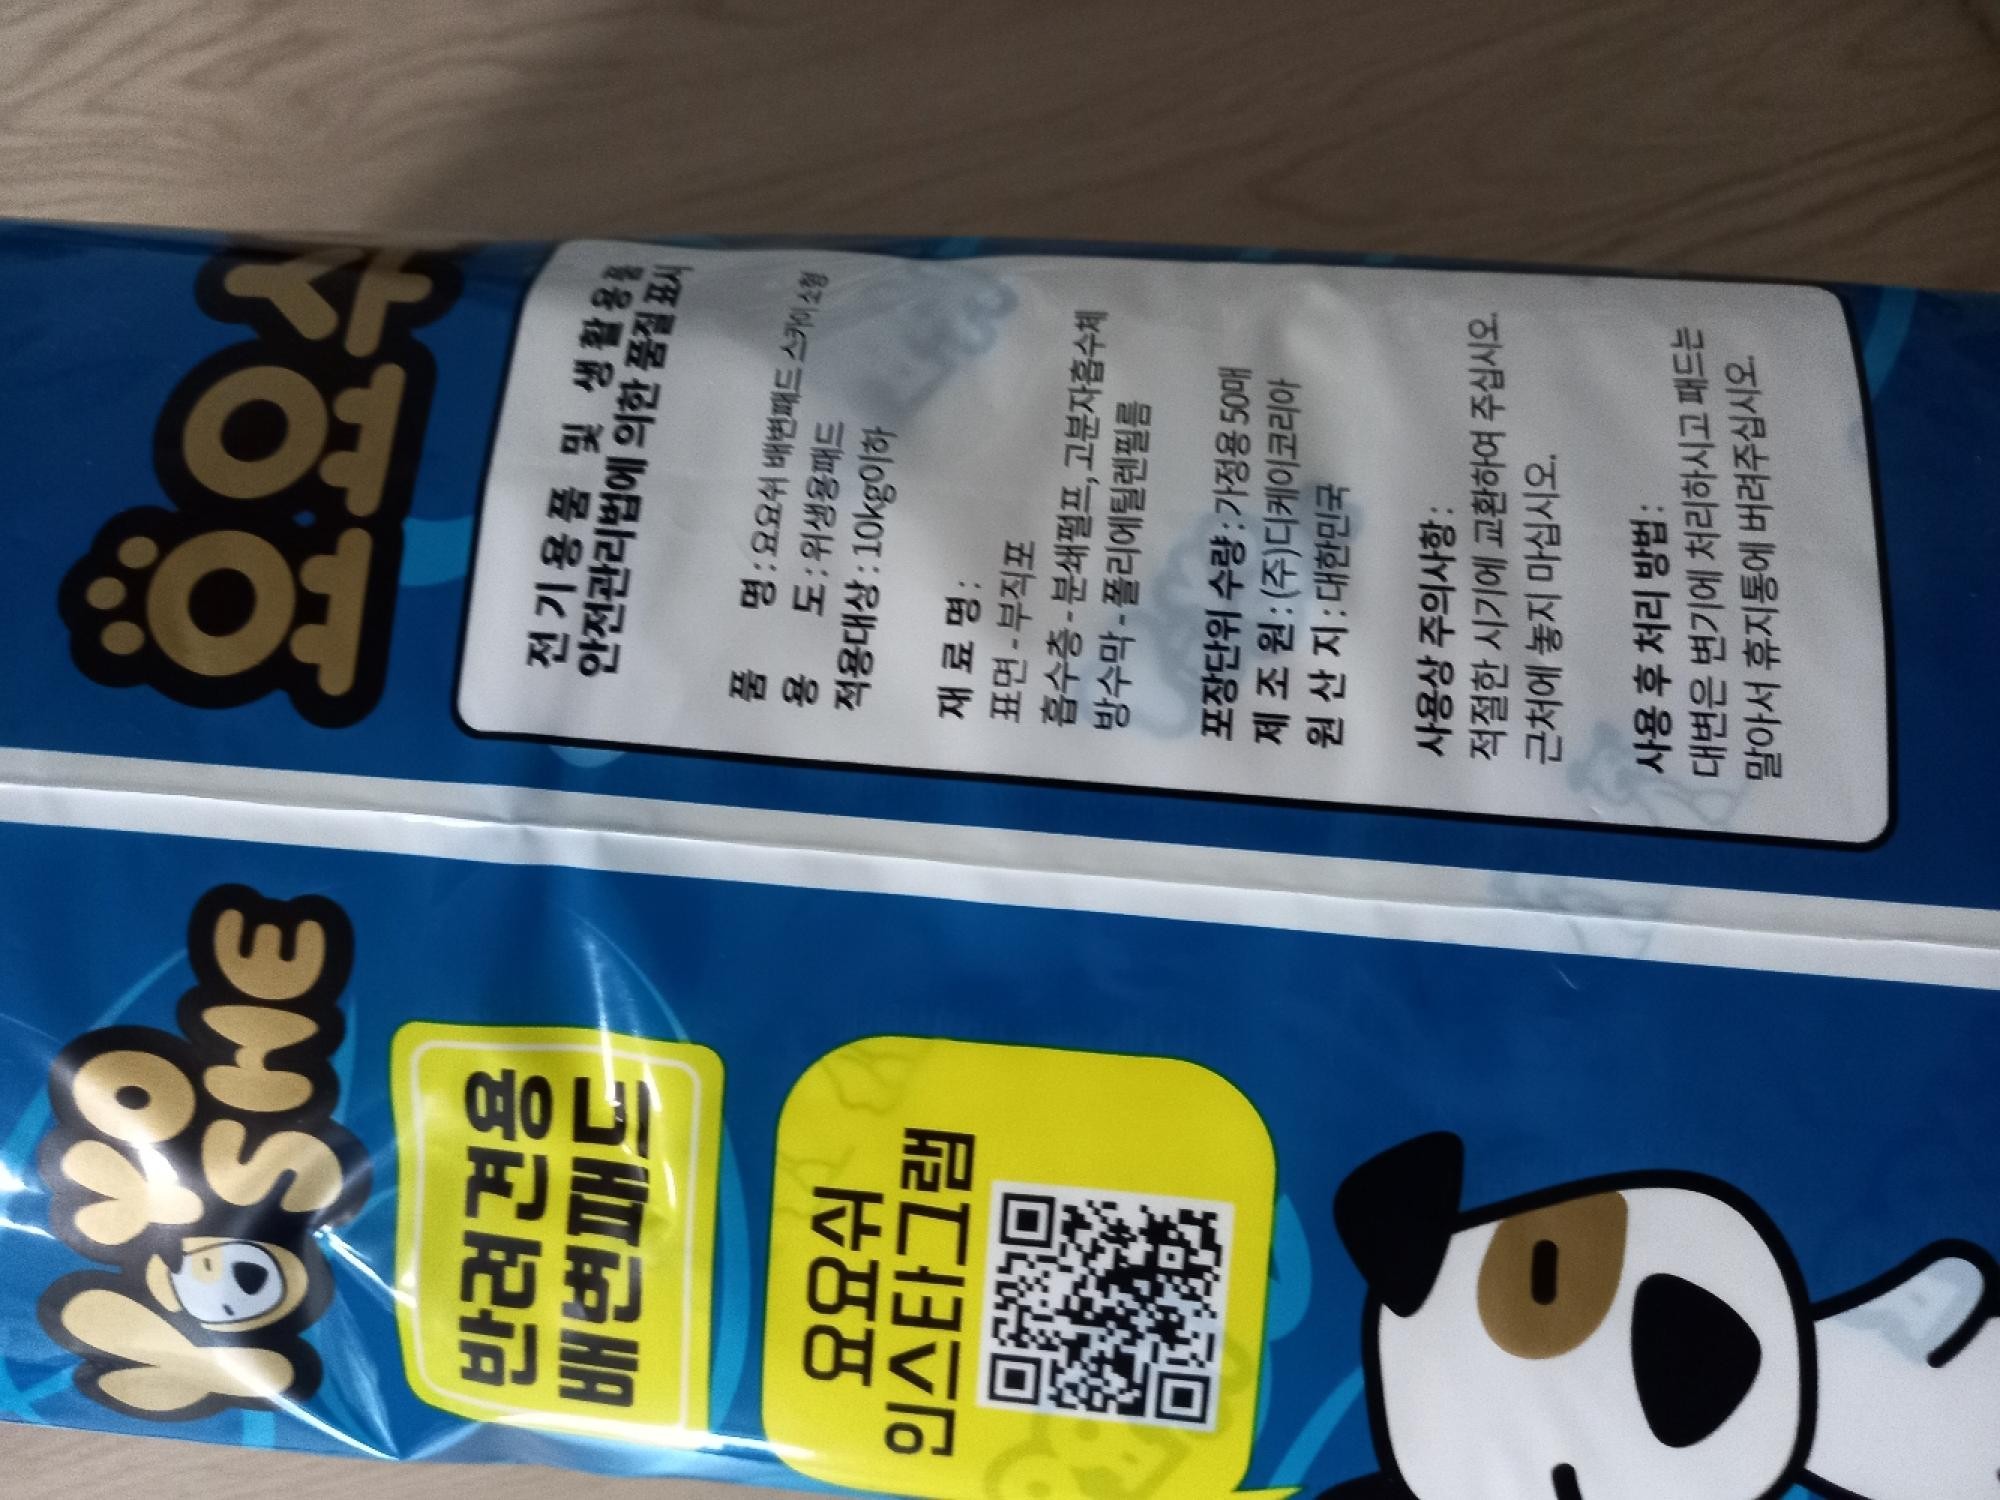 요요쉬
전기용품 및 생활용품
안전관리법에 의한 품질표시
품 명 : 요요쉬 배변패드 스카이 소형
용 도 : 위생용패드
적용대상 : 10kg이하
재 료 명 :
표면 - 부직포
흡수층 - 분쇄펄프, 고분자흡수체
방수막 - 폴리에틸렌필름
포장단위 수량 : 가정용 50매
제 조 원 : (주)디케이코리아
원 산 지 : 대한민국
사용상 주의사항 :
적절한 시기에 교환하여 주십시오.
근처에 놓지 마십시오.
사용 후 처리 방법 :
대변은 변기에 처리하시고 패드는
말아서 휴지통에 버려주십시오.
YOYO
SHE
반려견용
배변패드
요요쉬
인스타그램